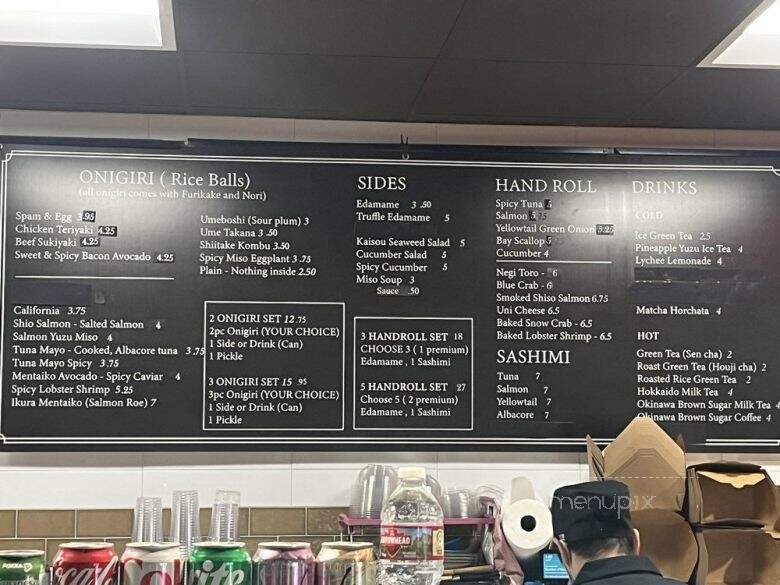 ONIGIRI ( Rice Balls)
(all onigiri comes with Furikake and Nori)
Spam & Egg 3.95
Chicken Teriyaki 4.25
Beef Sukiyaki 4.25
Sweet & Spicy Bacon Avocado 4.25
Umeboshi (Sour plum) 3
Ume Takana 3 .50
Shiitake Kombu 3.50
Spicy Miso Eggplant 3 .75
Plain - Nothing inside 2.50
California 3.75
Shio Salmon - Salted Salmon 4
Salmon Yuzu Miso 4
Tuna Mayo - Cooked, Albacore tuna 3.75
Tuna Mayo Spicy 3.75
Mentaiko Avocado - Spicy Caviar 4
Spicy Lobster Shrimp 5.25
Ikura Mentaiko (Salmon Roe) 7
2 ONIGIRI SET 12.75
2pc Onigiri (YOUR CHOICE)
1 Side or Drink (Can)
1 Pickle
3 ONIGIRI SET 15 .95
3pc Onigiri (YOUR CHOICE)
1 Side or Drink (Can)
1 Pickle
SIDES
Edamame 3 .50
Truffle Edamame 5
Kaisou Seaweed Salad 5
Cucumber Salad 5
Spicy Cucumber 5
Miso Soup 3
Sauce .50
3 HANDROLL SET 18
CHOOSE 3 ( 1 premium)
Edamame , 1 Sashimi
5 HANDROLL SET 27
Choose 5 ( 2 premium)
Edamame , 1 Sashimi
HAND ROLL
Spicy Tuna 5
Salmon 5
Yellowtail Green Onion 5.25
Bay Scallop 5
Cucumber 4
Negi Toro - 6
Blue Crab - 6
Smoked Shiso Salmon 6.75
Uni Cheese 6.5
Baked Snow Crab - 6.5
Baked Lobster Shrimp - 6.5
SASHIMI
Tuna 7
Salmon 7
Yellowtail 7
Albacore 7
DRINKS
COLD
Ice Green Tea 2.5
Pineapple Yuzu Ice Tea 4
Lychee Lemonade 4
Matcha Horchata 4
HOT
Green Tea (Sen cha) 2
Roast Green Tea (Houji cha) 2
Roasted Rice Green Tea 2
Hokkaido Milk Tea 4
Okinawa Brown Sugar Milk Tea 4
Okinawa Brown Sugar Coffee 4
menupix
ARROWHEAD
POKKA